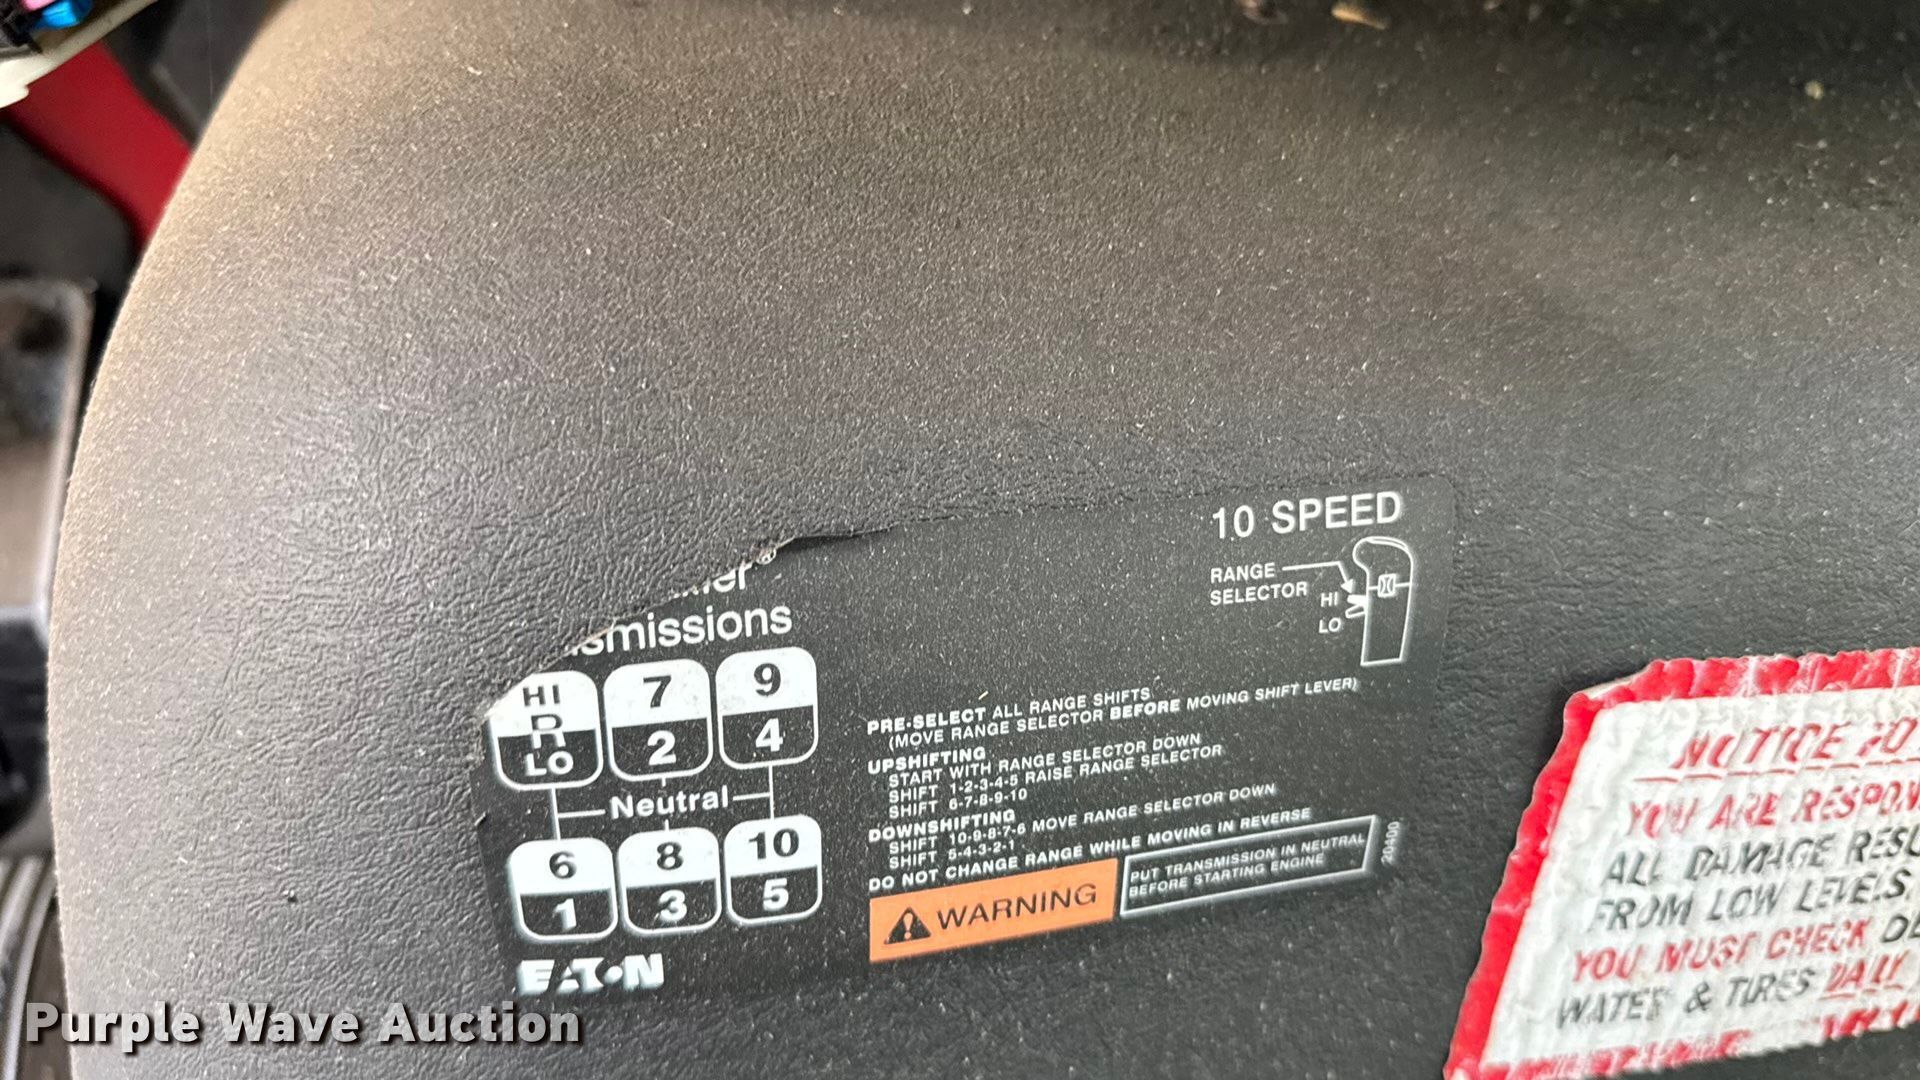 10 SPEED
RANGE
SELECTOR
HI
LO
HI
R
LO
7
2
9
4
Neutral
6
1
8
3
10
5
EATON
PRE-SELECT ALL RANGE SHIFTS
(MOVE RANGE SELECTOR BEFORE MOVING SHIFT LEVER)
UPSHIFTING
START WITH RANGE SELECTOR DOWN
SHIFT 1-2-3-4-5 RAISE RANGE SELECTOR
SHIFT 6-7-8-9-10
DOWNSHIFTING
SHIFT 10-9-8-7-6 MOVE RANGE SELECTOR DOWN
SHIFT 5-4-3-2-1
DO NOT CHANGE RANGE WHILE MOVING IN REVERSE
WARNING
PUT TRANSMISSION IN NEUTRAL
BEFORE STARTING ENGINE
20400
NOTICE
YOU ARE
ALL DAMAGE
FROM LOW LEVELS.
YOU MUST CHECK
WATER & TIRES DAILY
Purple Wave Auction